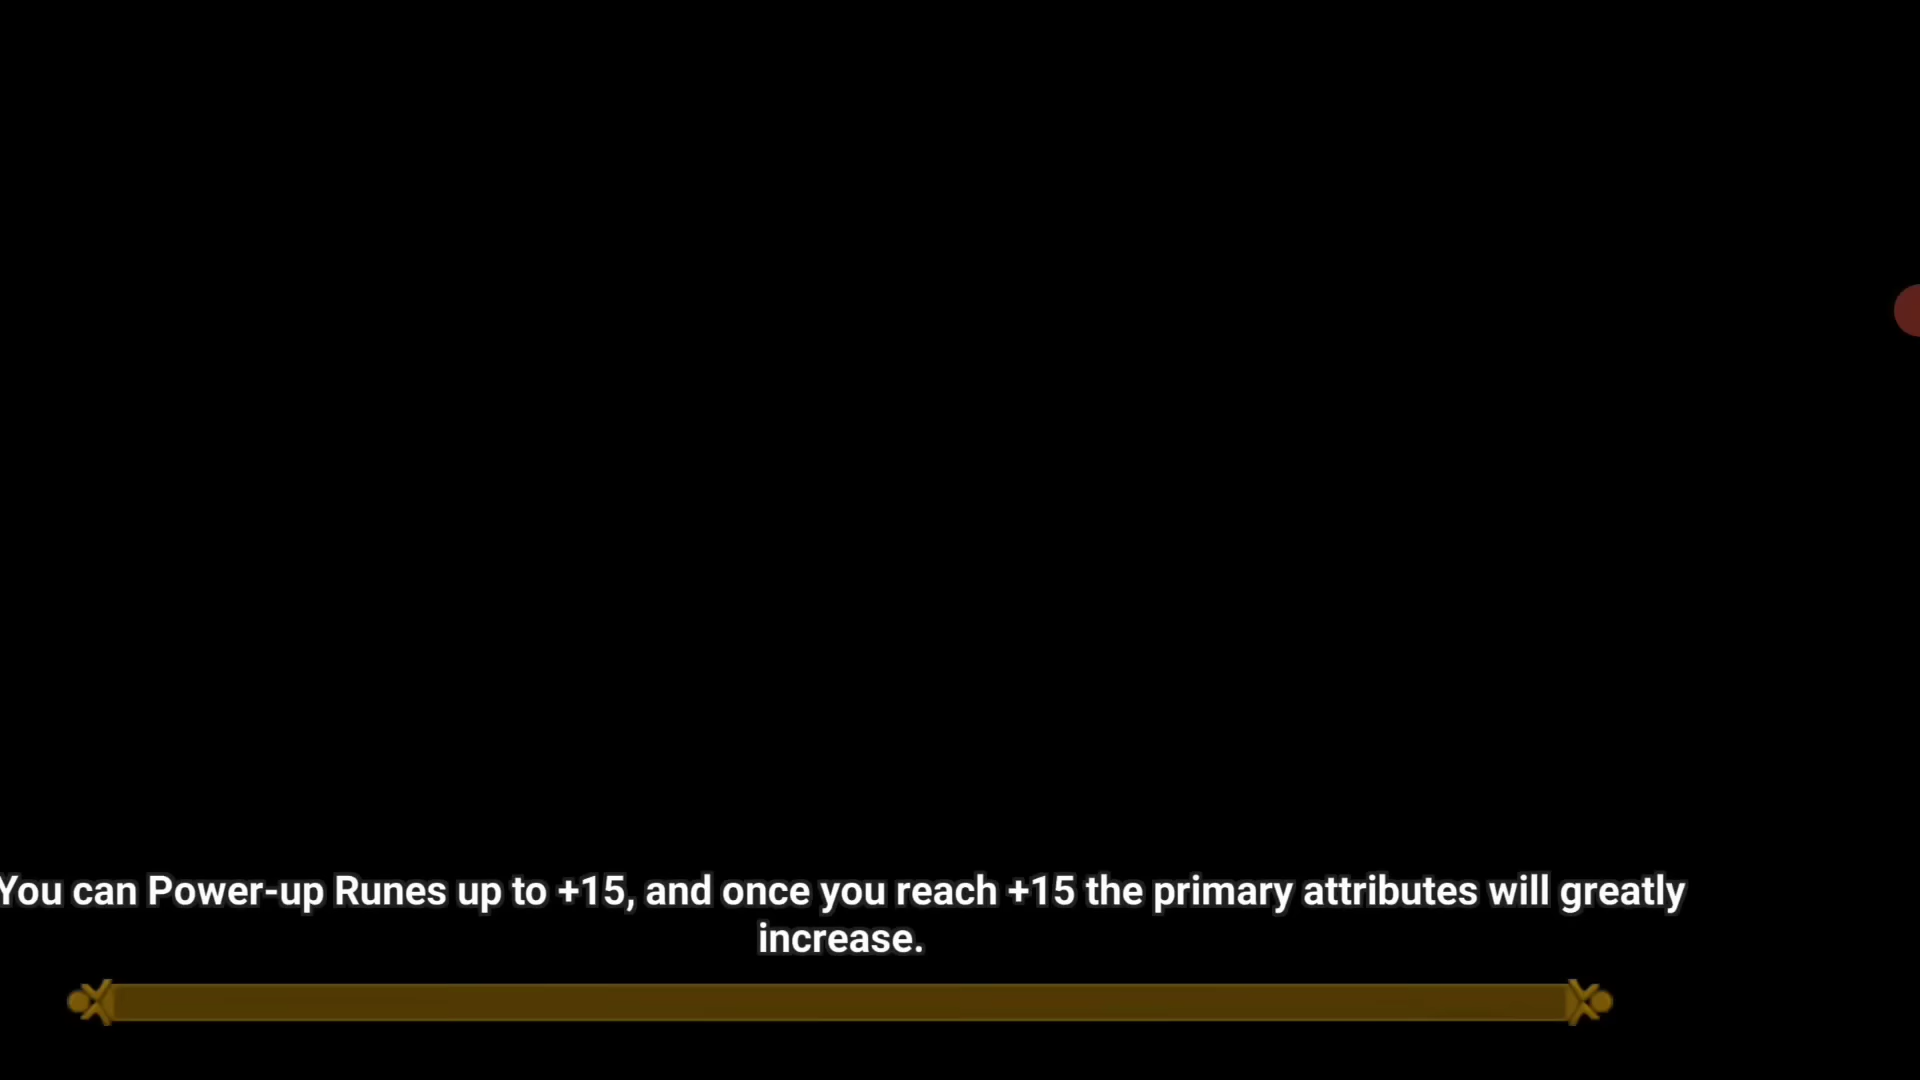 You can Power-up Runes up to +15, and once you reach +15 the primary attributes will greatly
increase.